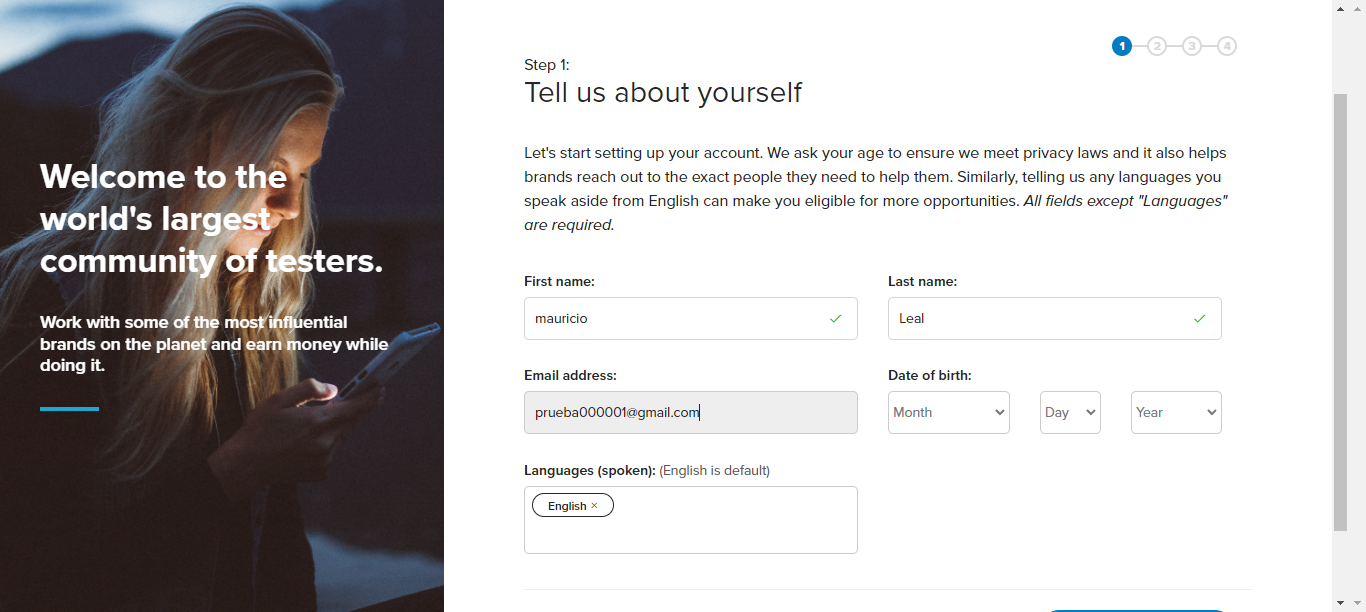 Welcome to the
world's largest
community of testers.
Work with some of the most influential
brands on the planet and earn money while
doing it.
1 2 3 4
Step 1:
Tell us about yourself
Let's start setting up your account. We ask your age to ensure we meet privacy laws and it also helps
brands reach out to the exact people they need to help them. Similarly, telling us any languages you
speak aside from English can make you eligible for more opportunities. All fields except "Languages"
are required.
First name: Last name:
mauricio Leal
Email address: Date of birth:
prueba000001@gmail.com Month Day Year
Languages (spoken): (English is default)
English ×